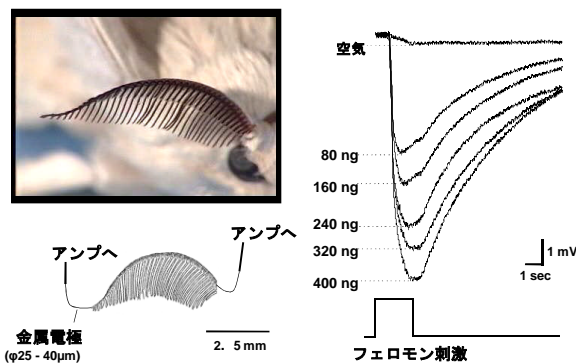 空気
80 ng
160 ng
240 ng
320 ng
400 ng
1 mV
1 sec
フェロモン刺激
アンプへ
アンプへ
金属電極
(φ25 - 40μm)
2. 5 mm